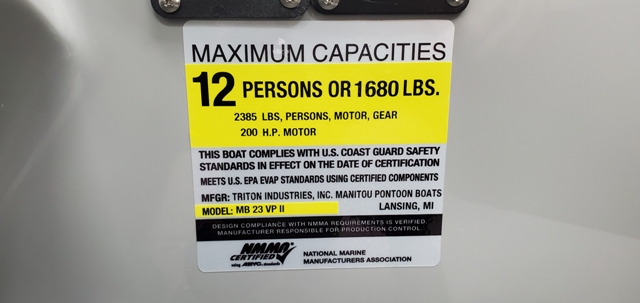 MAXIMUM CAPACITIES
12 PERSONS OR 1680 LBS.
2385 LBS, PERSONS, MOTOR, GEAR
200 H.P. MOTOR
THIS BOAT COMPLIES WITH U.S. COAST GUARD SAFETY
STANDARDS IN EFFECT ON THE DATE OF CERTIFICATION
MEETS U.S. EPA EVAP STANDARDS USING CERTIFIED COMPONENTS
MFGR: TRITON INDUSTRIES, INC. MANITOU PONTOON BOATS
MODEL: MB 23 VP II LANSING, MI
DESIGN COMPLIANCE WITH NMMA REQUIREMENTS IS VERIFIED.
MANUFACTURER RESPONSIBLE FOR PRODUCTION CONTROL.
NMMA
CERTIFIED
using ABYC standards
NATIONAL MARINE
MANUFACTURERS ASSOCIATION